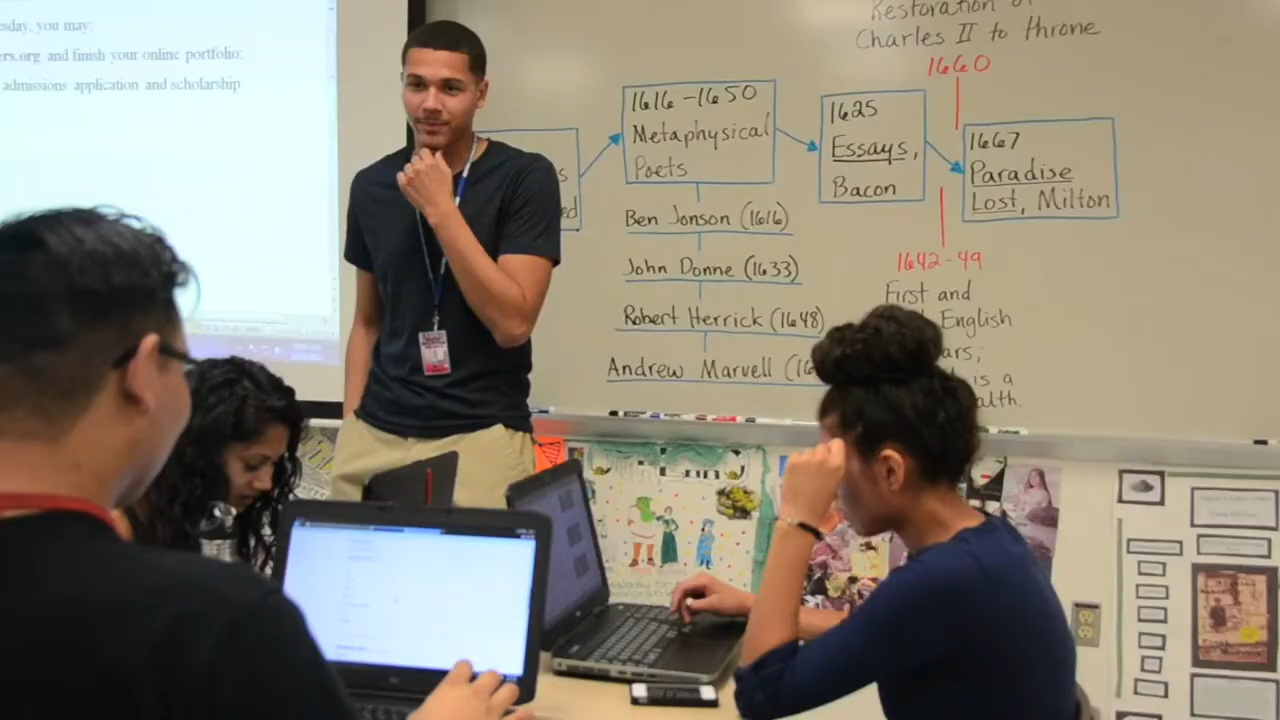 sday, you may:
ers.org and finish your online portfolio;
admissions application and scholarship
Restoration of
Charles II to throne
1660
1616-1650
Metaphysical
Poets
Ben Jonson (1616)
John Donne (1633)
Robert Herrick (1648)
Andrew Marvell (16
1625
Essays,
Bacon
1667
Paradise
Lost, Milton
1642-49
First and
English
ars;
is a
alth.